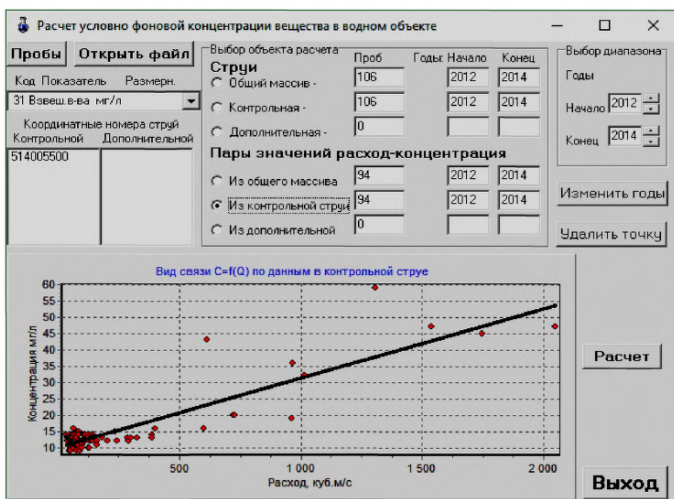 Расчет условно фоновой концентрации вещества в водном объекте
Пробы Открыть файл
Код Показатель Размерн.
31 Взвеш.в-ва мг/л
Координатные номера струй
Контрольной Дополнительной
514005500
Выбор объекта расчета
Струи Проб Годы: Начало Конец
Общий массив - 106 2012 2014
Контрольная - 106 2012 2014
Дополнительная - 0
Пары значений расход-концентрация
Из общего массива 94 2012 2014
Из контрольной струи 94 2012 2014
Из дополнительной 0
Выбор диапазона
Годы
Начало 2012
Конец 2014
Изменить годы
Удалить точку
Вид связи C=f(Q) по данным в контрольной струе
Концентрация мг/л
60
55
50
45
40
35
30
25
20
15
10
500 1 000 1 500 2 000
Расход, куб.м/с
Расчет
Выход